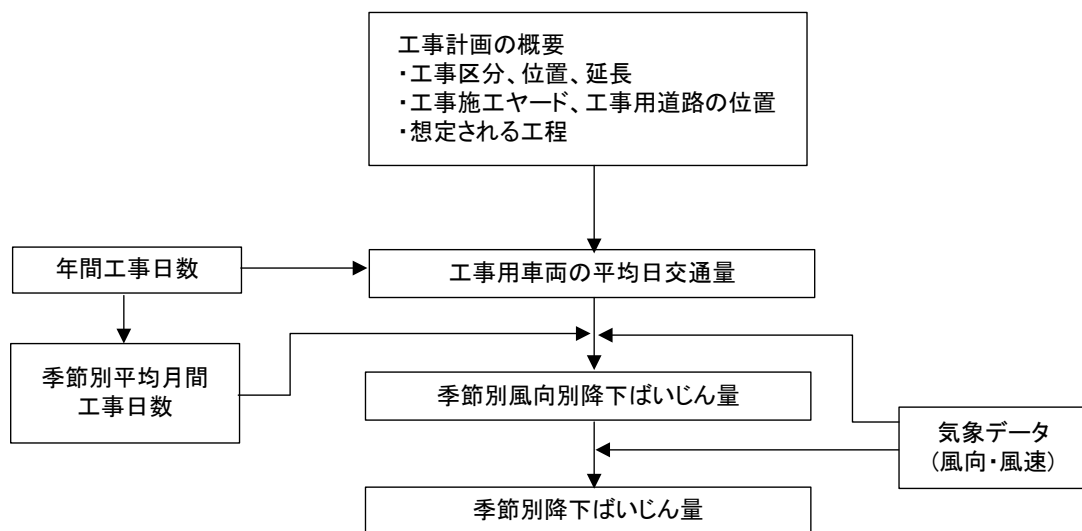 工事計画の概要
・工事区分、位置、延長
・工事施工ヤード、工事用道路の位置
・想定される工程
年間工事日数
工事用車両の平均日交通量
季節別平均月間
工事日数
季節別風向別降下ばいじん量
気象データ
(風向・風速)
季節別降下ばいじん量